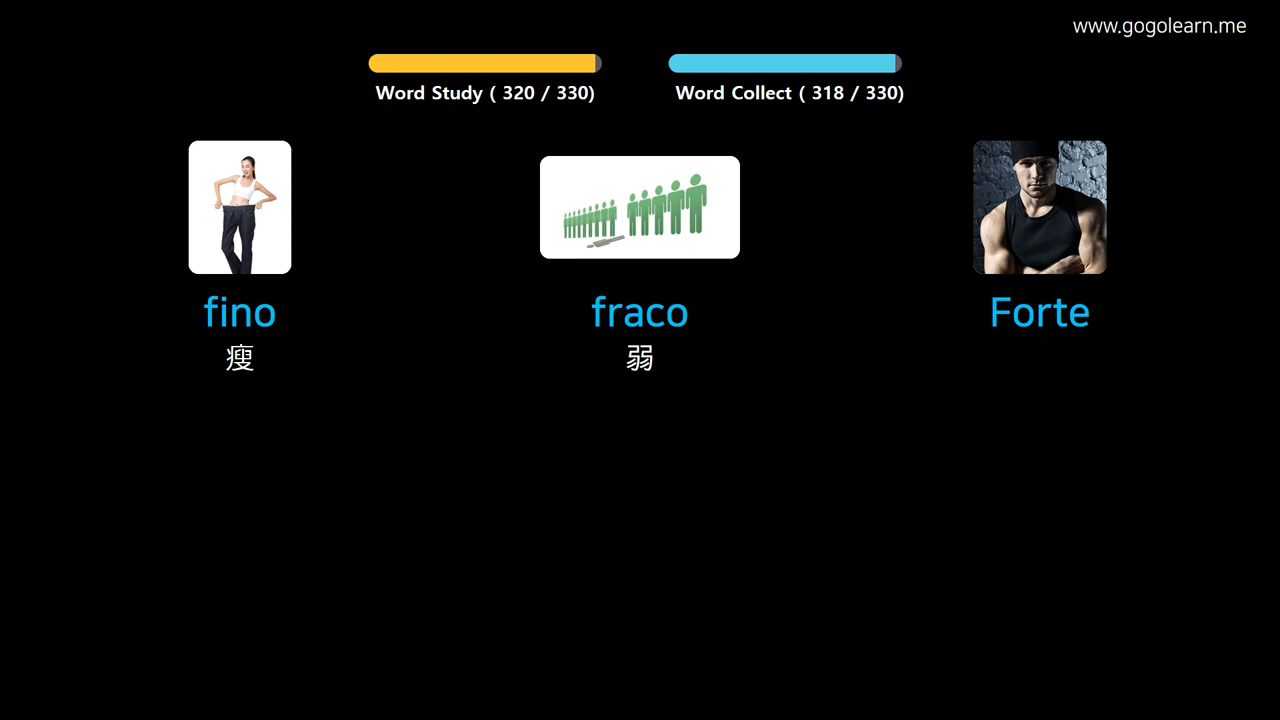 www.gogolearn.me
Word Study ( 320 / 330)
Word Collect ( 318 / 330)
fino
瘦
fraco
弱
Forte